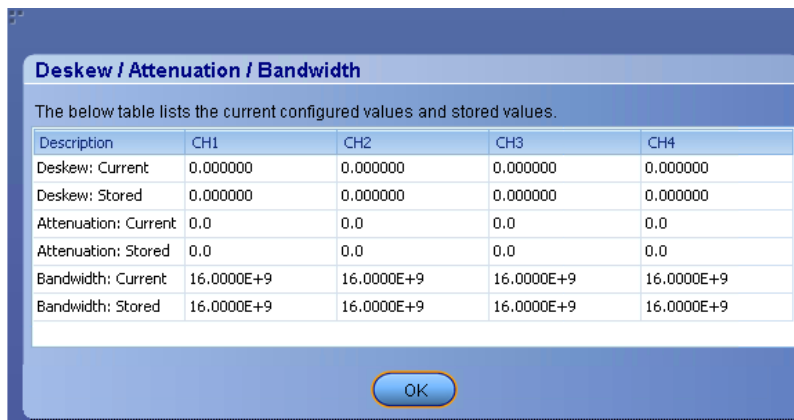 Deskew / Attenuation / Bandwidth
The below table lists the current configured values and stored values.
Description CH1 CH2 CH3 CH4
Deskew: Current 0.000000 0.000000 0.000000 0.000000
Deskew: Stored 0.000000 0.000000 0.000000 0.000000
Attenuation: Current 0.0 0.0 0.0 0.0
Attenuation: Stored 0.0 0.0 0.0 0.0
Bandwidth: Current 16.0000E+9 16.0000E+9 16.0000E+9 16.0000E+9
Bandwidth: Stored 16.0000E+9 16.0000E+9 16.0000E+9 16.0000E+9
OK